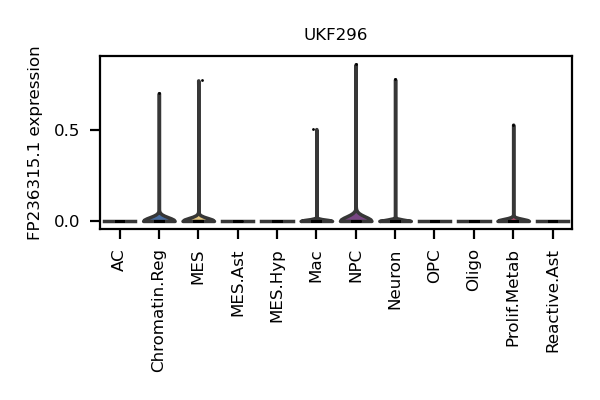 UKF296
FP236315.1 expression
0.5
0.0
AC
Chromatin.Reg
MES
MES.Ast
MES.Hyp
Mac
NPC
Neuron
OPC
Oligo
Prolif.Metab
Reactive.Ast